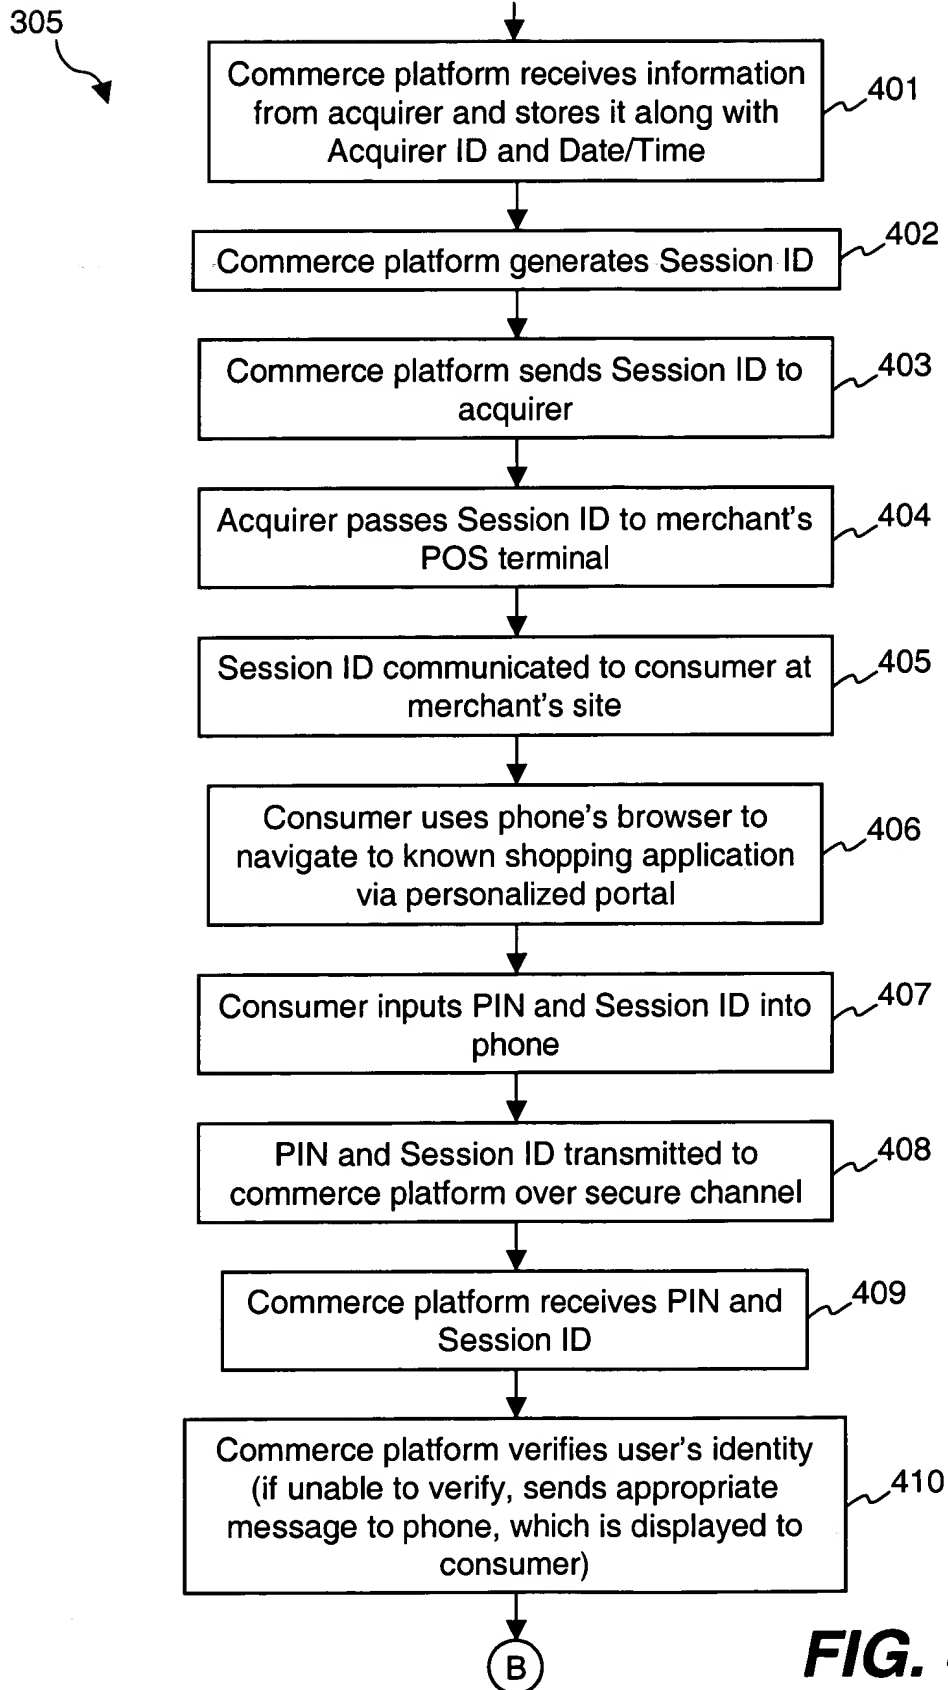 305
Commerce platform receives information
from acquirer and stores it along with
Acquirer ID and Date/Time
401
Commerce platform generates Session ID
402
Commerce platform sends Session ID to
acquirer
403
Acquirer passes Session ID to merchant's
POS terminal
404
Session ID communicated to consumer at
merchant's site
405
Consumer uses phone's browser to
navigate to known shopping application
via personalized portal
406
Consumer inputs PIN and Session ID into
phone
407
PIN and Session ID transmitted to
commerce platform over secure channel
408
Commerce platform receives PIN and
Session ID
409
Commerce platform verifies user's identity
(if unable to verify, sends appropriate
message to phone, which is displayed to
consumer)
410
B
FIG.